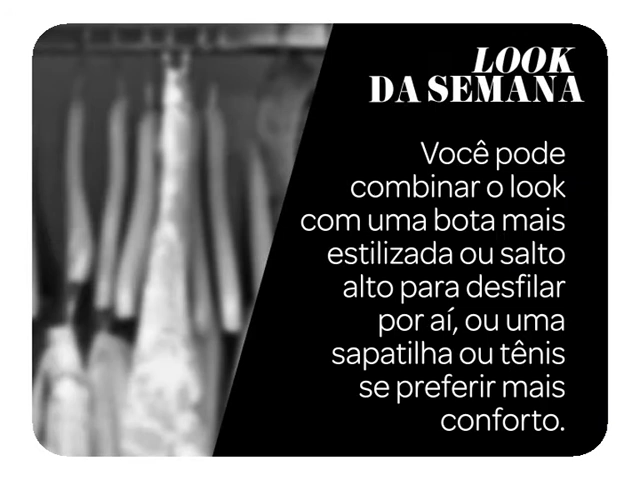 LOOK
DA SEMANA
Você pode
combinar o look
com uma bota mais
estilizada ou salto
alto para desfilar
por aí, ou uma
sapatilha ou tênis
se preferir mais
conforto.